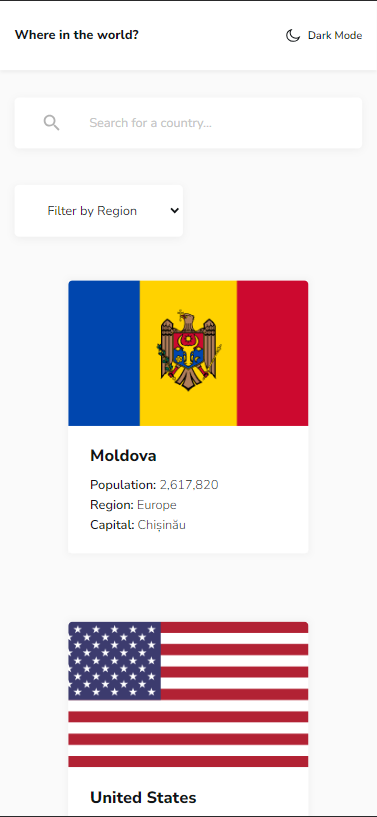 Where in the world?
Dark Mode
Search for a country...
Filter by Region
Moldova
Population: 2,617,820
Region: Europe
Capital: Chișinău
United States